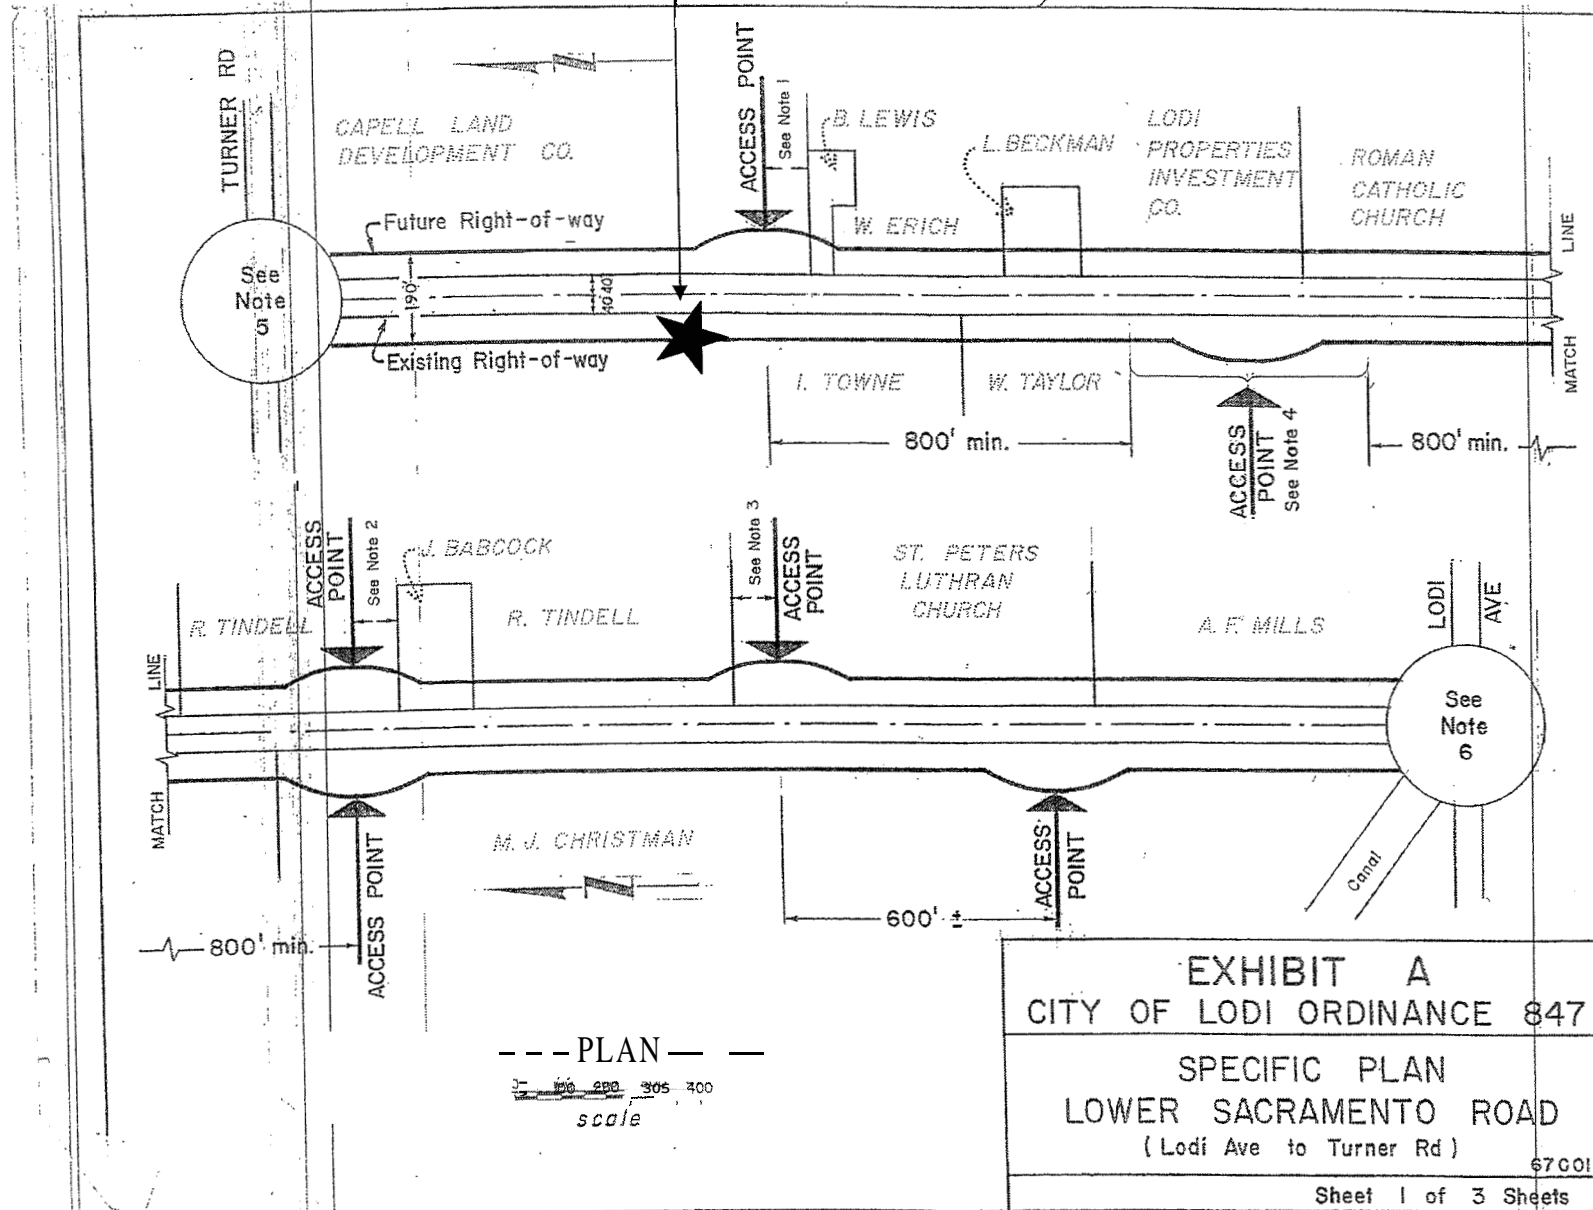 TURNER RD
CAPELL LAND
DEVELOPMENT CO.
ACCESS POINT
See Note 1
B. LEWIS
L. BECKMAN
LODI
PROPERTIES
INVESTMENT
CO.
ROMAN
CATHOLIC
CHURCH
W. ERICH
Future Right-of-way
See
Note
5
190'
40 40
Existing Right-of-way
LINE
MATCH
I. TOWNE
W. TAYLOR
800' min.
ACCESS
POINT
See Note 4
800' min.
ACCESS
POINT
See Note 2
J. BABCOCK
R. TINDELL
R. TINDELL
See Note 3
ACCESS
POINT
ST. PETERS
LUTHRAN
CHURCH
A. F. MILLS
LODI
AVE
LINE
MATCH
See
Note
6
M. J. CHRISTMAN
ACCESS POINT
800' min.
600' ±
ACCESS
POINT
Canal
PLAN
400
scale
EXHIBIT A
CITY OF LODI ORDINANCE 847
SPECIFIC PLAN
LOWER SACRAMENTO ROAD
( Lodi Ave to Turner Rd )
Sheet 1 of 3 Sheets